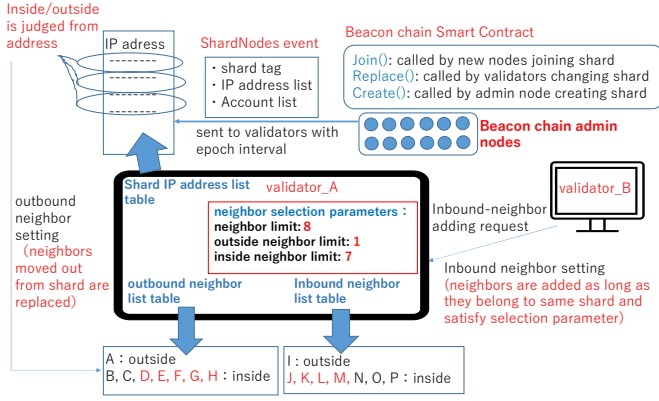 Inside/outside
is judged from
address
IP adress
ShardNodes event
・shard tag
・IP address list
・Account list
Beacon chain Smart Contract
Join(): called by new nodes joining shard
Replace(): called by validators changing shard
Create(): called by admin node creating shard
sent to validators with
epoch interval
Beacon chain admin
nodes
Shard IP address list
table
validator_A
neighbor selection parameters：
neighbor limit: 8
outside neighbor limit: 1
inside neighbor limit: 7
outbound neighbor
list table
Inbound neighbor
list table
validator_B
Inbound-neighbor
adding request
Inbound neighbor setting
(neighbors are added as long as
they belong to same shard and
satisfy selection parameter)
outbound
neighbor
setting
（neighbors
moved out
from shard are
replaced)
A：outside
B, C, D, E, F, G, H：inside
I : outside
J, K, L, M, N, O, P : inside